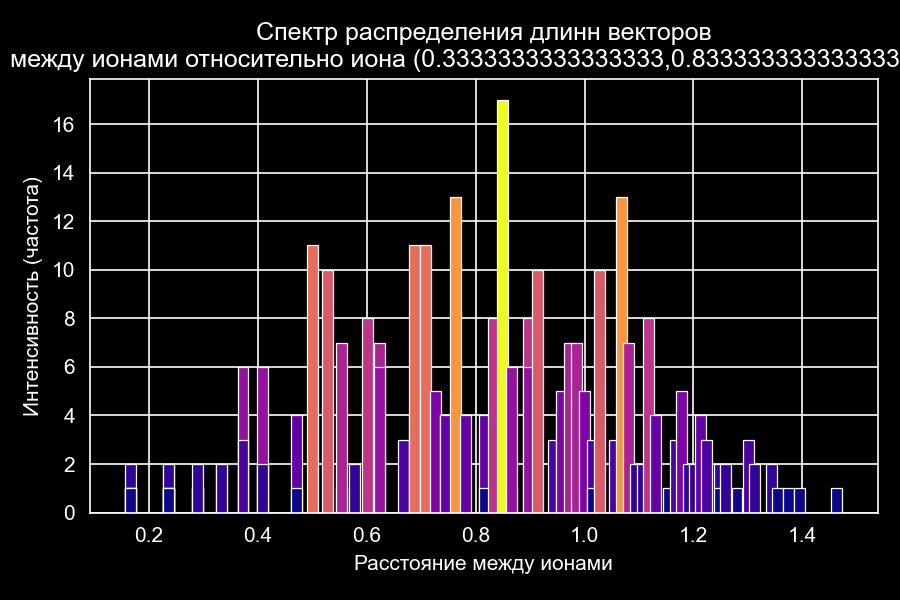 Спектр распределения длинн векторов
между ионами относительно иона (0.3333333333333333,0.833333333333333
Интенсивность (частота)
16
14
12
10
8
6
4
2
0
0.2 0.4 0.6 0.8 1.0 1.2 1.4
Расстояние между ионами